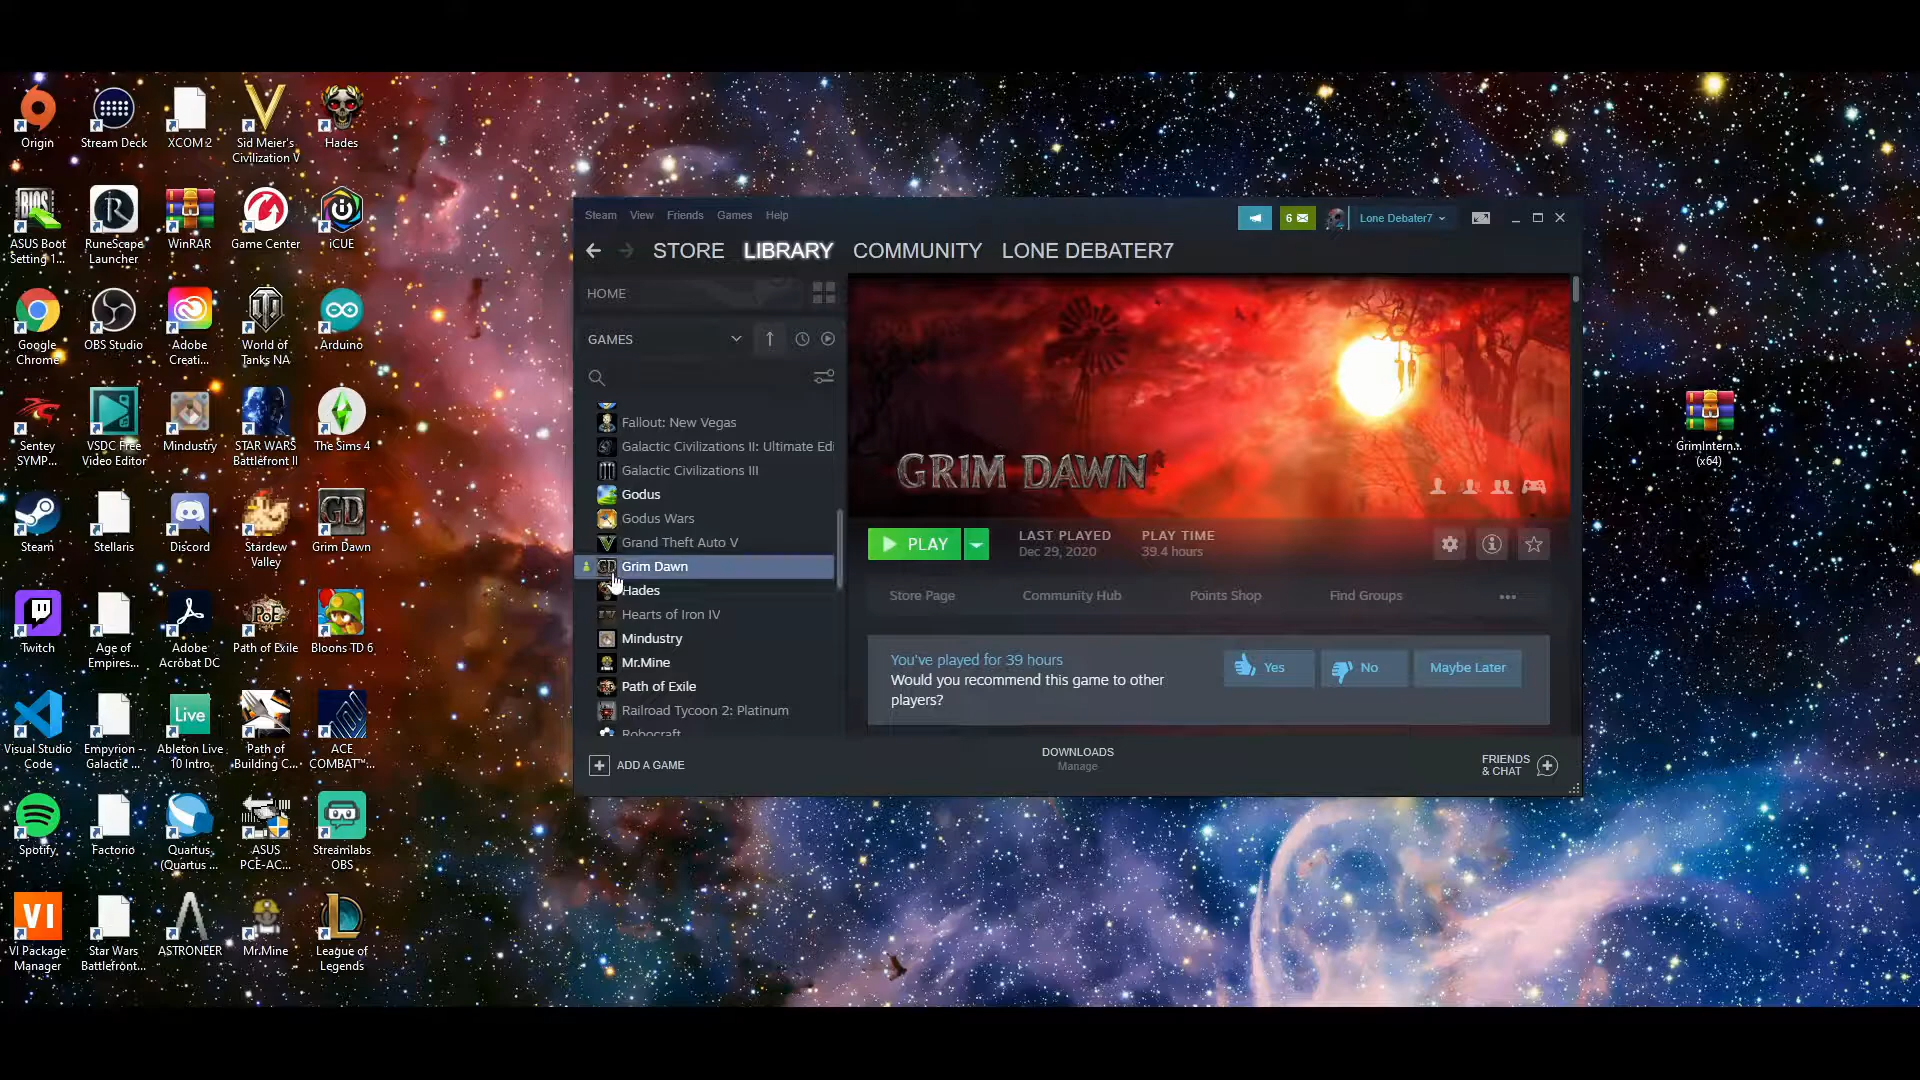 Origin
Stream Deck
XCOM 2
Sid Meier's
Civilization V
Hades
BIOS
ASUS Boot
Setting 1...
RuneScape
Launcher
WinRAR
Game Center
iCUE
Google
Chrome
OBS Studio
Adobe
Creati...
World of
Tanks NA
Arduino
Sentey
SYMP...
VSDC Free
Video Editor
Mindustry
STAR WARS
Battlefront II
The Sims 4
Steam
Stellaris
Discord
Stardew
Valley
GD
Grim Dawn
Twitch
Age of
Empires...
Adobe
Acrobat DC
PoE
Path of Exile
Bloons TD 6
Visual Studio
Code
Empyrion -
Galactic ...
Live
Ableton Live
10 Intro
Path of
Building C...
ACE
COMBAT™...
Spotify
Factorio
Quartus
(Quartus ...
ASUS
PCE-AC...
Streamlabs
OBS
VI
VI Package
Manager
Star Wars
Battlefront...
ASTRONEER
Mr.Mine
League of
Legends
Steam View Friends Games Help
6
Lone Debater7
STORE LIBRARY COMMUNITY LONE DEBATER7
HOME
GAMES
Fallout: New Vegas
Galactic Civilizations II: Ultimate Edi
Galactic Civilizations III
Godus
Godus Wars
Grand Theft Auto V
GD Grim Dawn
Hades
Hearts of Iron IV
Mindustry
Mr.Mine
Path of Exile
Railroad Tycoon 2: Platinum
Robocraft
ADD A GAME
GRIM DAWN
PLAY
LAST PLAYED
Dec 29, 2020
PLAY TIME
39.4 hours
Store Page Community Hub Points Shop Find Groups
You've played for 39 hours
Would you recommend this game to other
players?
Yes No Maybe Later
DOWNLOADS
Manage
FRIENDS
& CHAT
GrimIntern...
(x64)